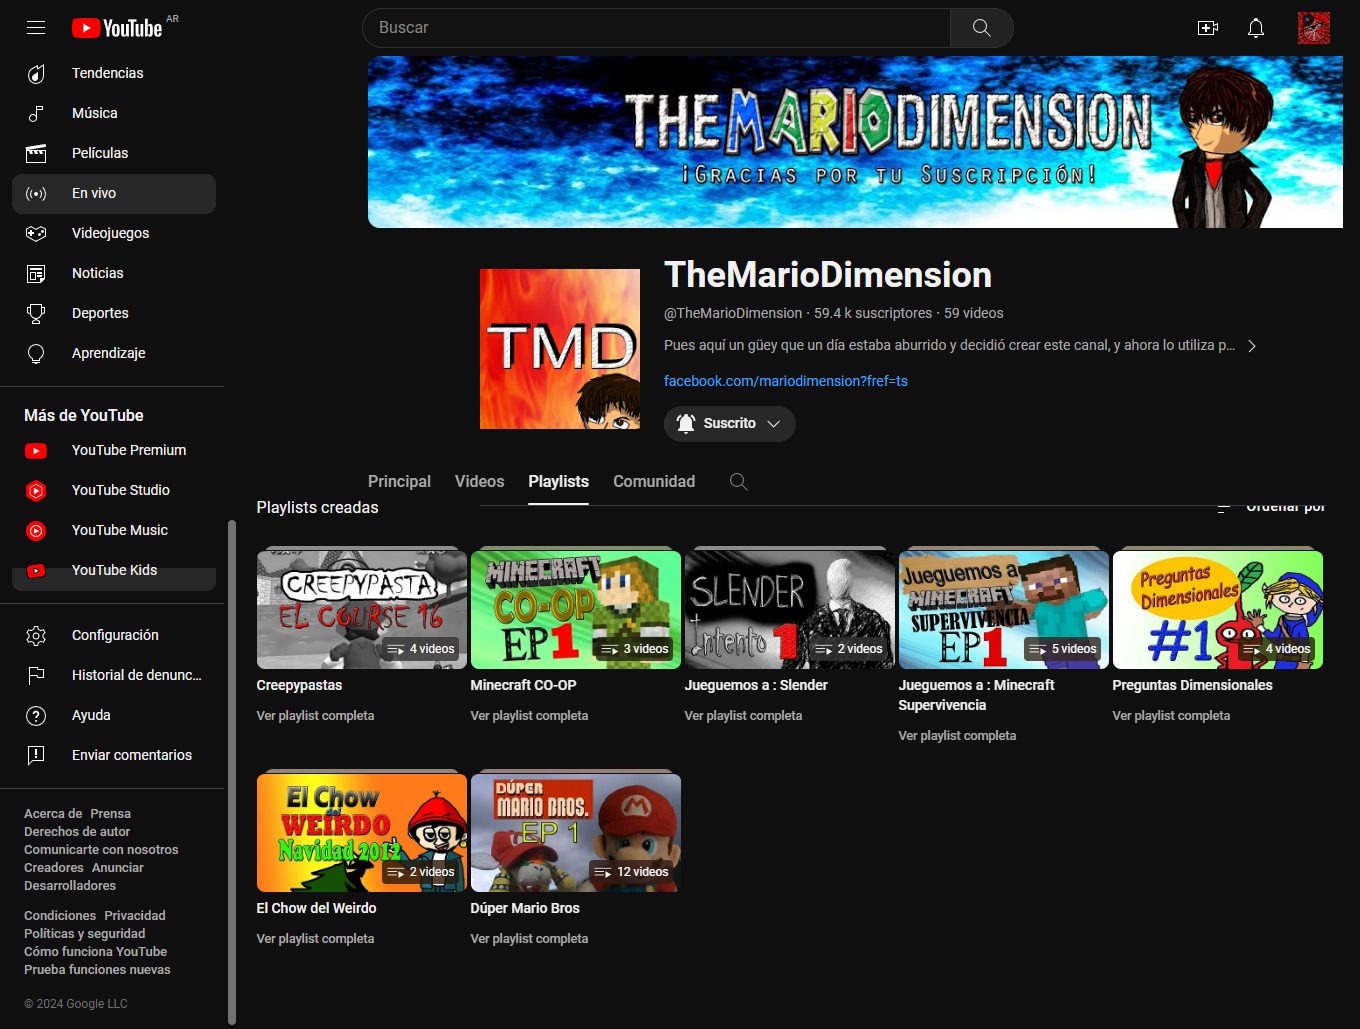 YouTube AR
Buscar
Tendencias
Música
Películas
En vivo
Videojuegos
Noticias
Deportes
Aprendizaje
Más de YouTube
YouTube Premium
YouTube Studio
YouTube Music
YouTube Kids
Configuración
Historial de denunc...
Ayuda
Enviar comentarios
Acerca de Prensa
Derechos de autor
Comunicarte con nosotros
Creadores Anunciar
Desarrolladores
Condiciones Privacidad
Políticas y seguridad
Cómo funciona YouTube
Prueba funciones nuevas
© 2024 Google LLC
THEMARIODIMENSION
¡GRACIAS POR TU SUSCRIPCIÓN!
TMD
TheMarioDimension
@TheMarioDimension · 59.4 k suscriptores · 59 videos
Pues aquí un güey que un día estaba aburrido y decidió crear este canal, y ahora lo utiliza p...
facebook.com/mariodimension?fref=ts
Suscrito
Principal Videos Playlists Comunidad
Playlists creadas
Ordenar por
CREEPYPASTA
EL COURSE 16
4 videos
Creepypastas
Ver playlist completa
MINECRAFT
CO-OP
EP 1
3 videos
Minecraft CO-OP
Ver playlist completa
SLENDER
Intento 1
2 videos
Jueguemos a : Slender
Ver playlist completa
Jueguemos a
MINECRAFT
SUPERVIVENCIA
EP 1
5 videos
Jueguemos a : Minecraft
Supervivencia
Ver playlist completa
Preguntas
Dimensionales
#1
4 videos
Preguntas Dimensionales
Ver playlist completa
El Chow
del
WEIRDO
Navidad 2012
2 videos
El Chow del Weirdo
Ver playlist completa
DÚPER
MARIO BROS.
EP 1
M
12 videos
Dúper Mario Bros
Ver playlist completa